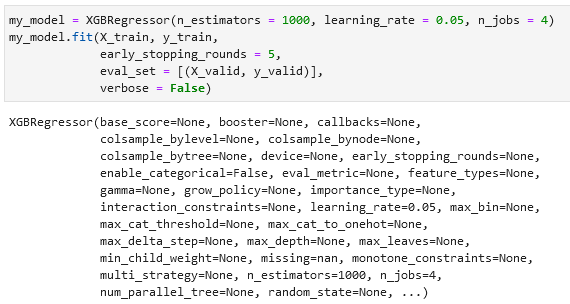 my_model = XGBRegressor(n_estimators = 1000, learning_rate = 0.05, n_jobs = 4)
my_model.fit(X_train, y_train,
             early_stopping_rounds = 5,
             eval_set = [(X_valid, y_valid)],
             verbose = False)
XGBRegressor(base_score=None, booster=None, callbacks=None,
             colsample_bylevel=None, colsample_bynode=None,
             colsample_bytree=None, device=None, early_stopping_rounds=None,
             enable_categorical=False, eval_metric=None, feature_types=None,
             gamma=None, grow_policy=None, importance_type=None,
             interaction_constraints=None, learning_rate=0.05, max_bin=None,
             max_cat_threshold=None, max_cat_to_onehot=None,
             max_delta_step=None, max_depth=None, max_leaves=None,
             min_child_weight=None, missing=nan, monotone_constraints=None,
             multi_strategy=None, n_estimators=1000, n_jobs=4,
             num_parallel_tree=None, random_state=None, ...)